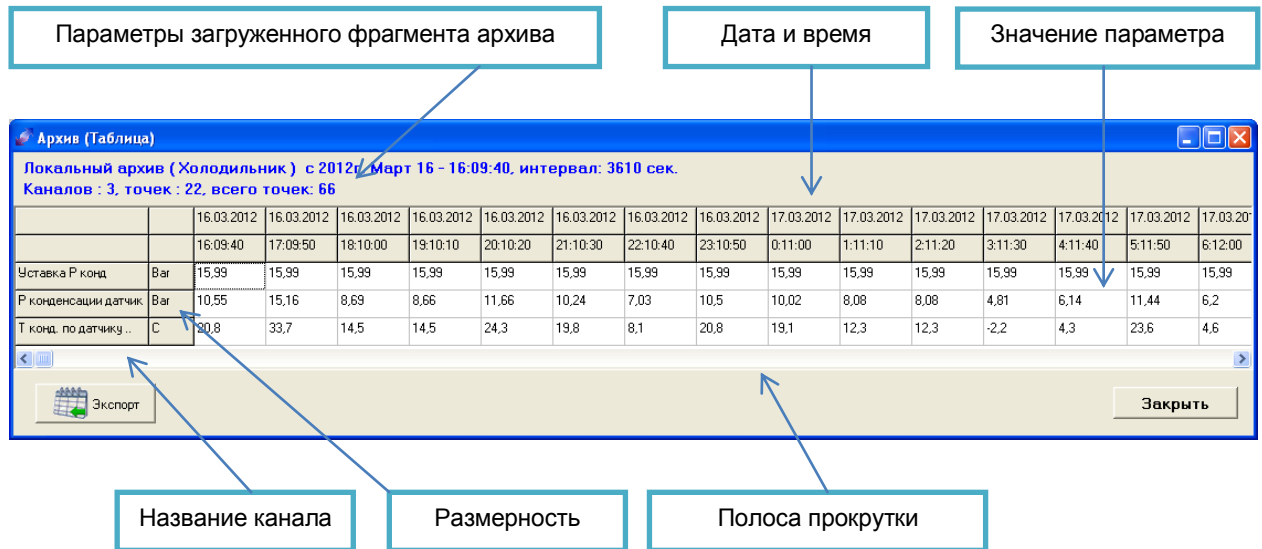 Параметры загруженного фрагмента архива Дата и время Значение параметра
Архив (Таблица)
Локальный архив ( Холодильник ) с 2012г. Март 16 - 16:09:40, интервал: 3610 сек.
Каналов : 3, точек : 22, всего точек: 66
16.03.2012 16.03.2012 16.03.2012 16.03.2012 16.03.2012 16.03.2012 16.03.2012 16.03.2012 17.03.2012 17.03.2012 17.03.2012 17.03.2012 17.03.2012 17.03.2012 17.03.20
16:09:40 17:09:50 18:10:00 19:10:10 20:10:20 21:10:30 22:10:40 23:10:50 0:11:00 1:11:10 2:11:20 3:11:30 4:11:40 5:11:50 6:12:00
Уставка Р конд Bar 15,99 15,99 15,99 15,99 15,99 15,99 15,99 15,99 15,99 15,99 15,99 15,99 15,99 15,99 15,99
Р конденсации датчик Bar 10,55 15,16 8,69 8,66 11,66 10,24 7,03 10,5 10,02 8,08 8,08 4,81 6,14 11,44 6,2
Т конд. по датчику .. C 20,8 33,7 14,5 14,5 24,3 19,8 8,1 20,8 19,1 12,3 12,3 -2,2 4,3 23,6 4,6
Экспорт Закрыть
Название канала Размерность Полоса прокрутки